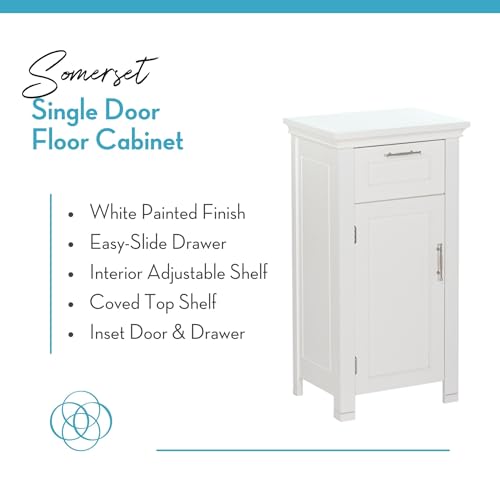 Somerset
Single Door
Floor Cabinet
• White Painted Finish
• Easy-Slide Drawer
• Interior Adjustable Shelf
• Coved Top Shelf
• Inset Door & Drawer